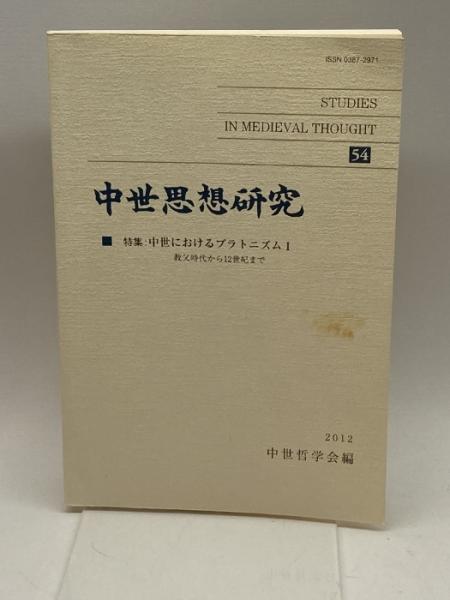 ISSN 0387-2971
STUDIES
IN MEDIEVAL THOUGHT
54
中世思想研究
■ 特集：中世におけるプラトニズム I
教父時代から12世紀まで
2012
中世哲学会編